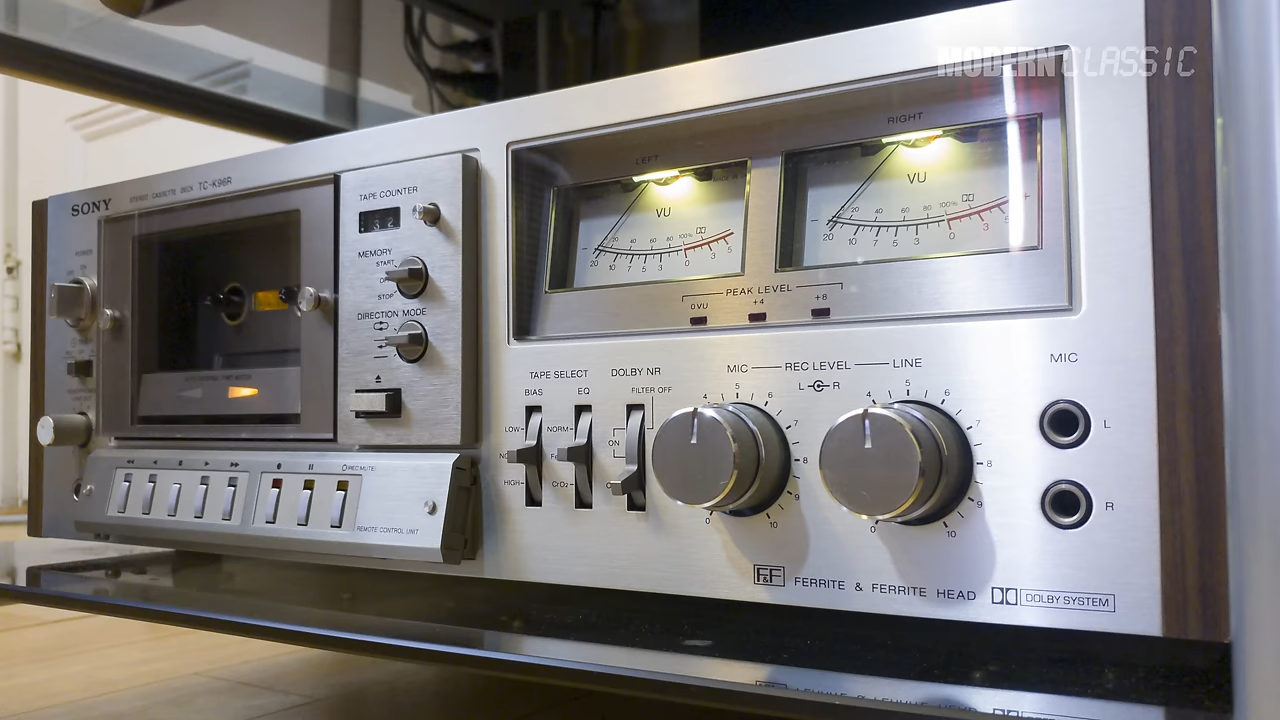 MODERN CLASSIC
SONY
STEREO CASSETTE DECK TC-K96R
POWER
TAPE COUNTER
3 2
MEMORY
START
STOP
DIRECTION MODE
REC MUTE
REMOTE CONTROL UNIT
LEFT
VU
20 40 60 80 100%
20 10 7 5 3 0 3 5
RIGHT
VU
20 40 60 80 100%
20 10 7 5 3 0 3 5
- +
PEAK LEVEL
0VU +4 +8
TAPE SELECT
BIAS EQ
LOW
HIGH
NORM
CrO2
DOLBY NR
FILTER OFF
ON
MIC REC LEVEL LINE
L R
0 4 5 6 7 8 9 10
0 4 5 6 7 8 9 10
MIC
L
R
F&F FERRITE & FERRITE HEAD
DOLBY SYSTEM